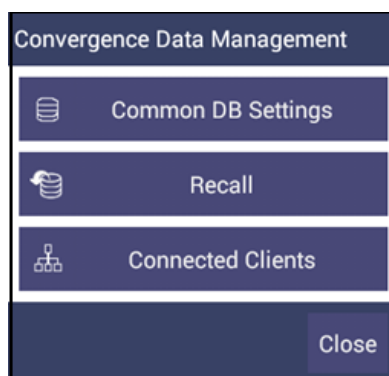 Convergence Data Management
Common DB Settings
Recall
Connected Clients
Close